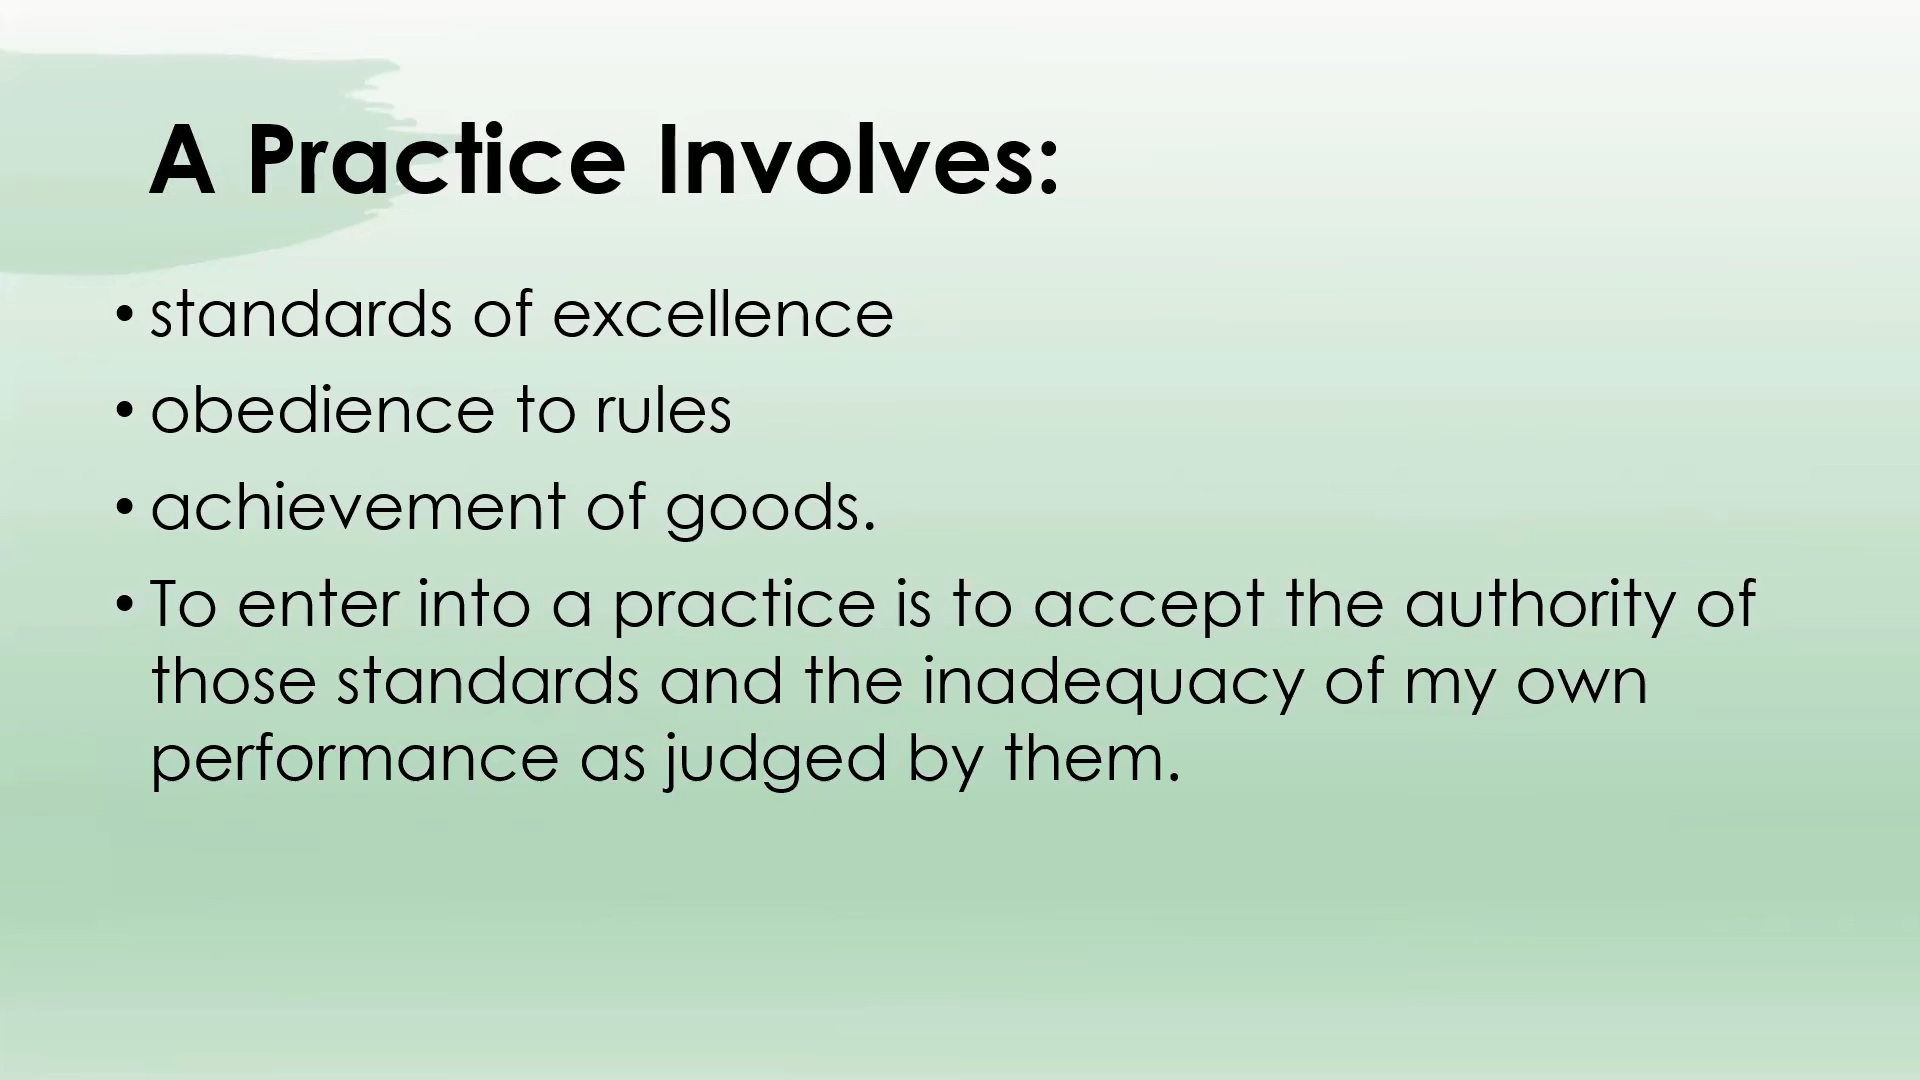 A Practice Involves:
• standards of excellence
• obedience to rules
• achievement of goods.
• To enter into a practice is to accept the authority of
those standards and the inadequacy of my own
performance as judged by them.